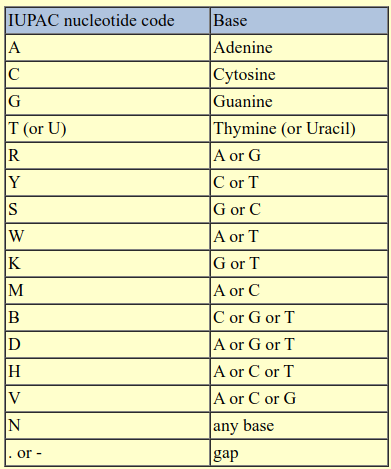 IUPAC nucleotide code Base
A Adenine
C Cytosine
G Guanine
T (or U) Thymine (or Uracil)
R A or G
Y C or T
S G or C
W A or T
K G or T
M A or C
B C or G or T
D A or G or T
H A or C or T
V A or C or G
N any base
. or - gap